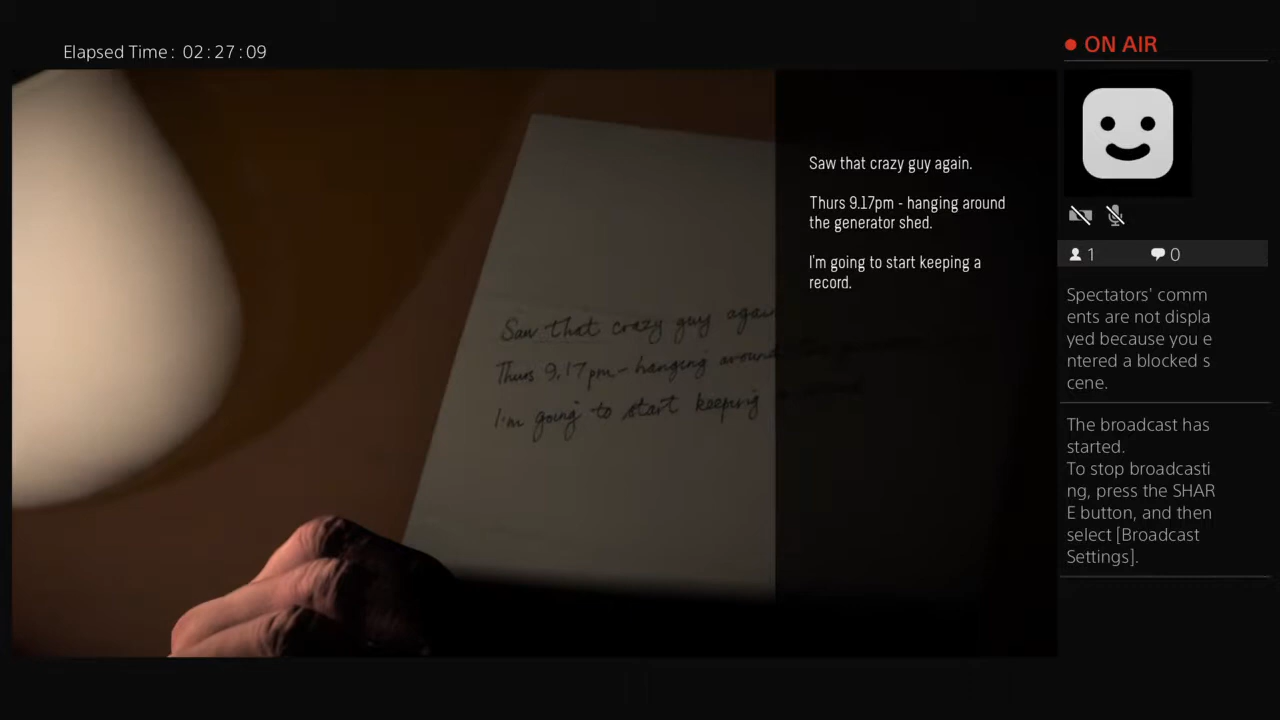 Elapsed Time: 02:27:09
ON AIR
Saw that crazy guy again.
Thurs 9.17pm - hanging around
the generator shed.
I'm going to start keeping a
record.
Saw that crazy guy again
Thurs 9.17pm - hanging around
I'm going to start keeping
1
0
Spectators' comm
ents are not displa
yed because you e
ntered a blocked s
cene.
The broadcast has
started.
To stop broadcasti
ng, press the SHAR
E button, and then
select [Broadcast
Settings].